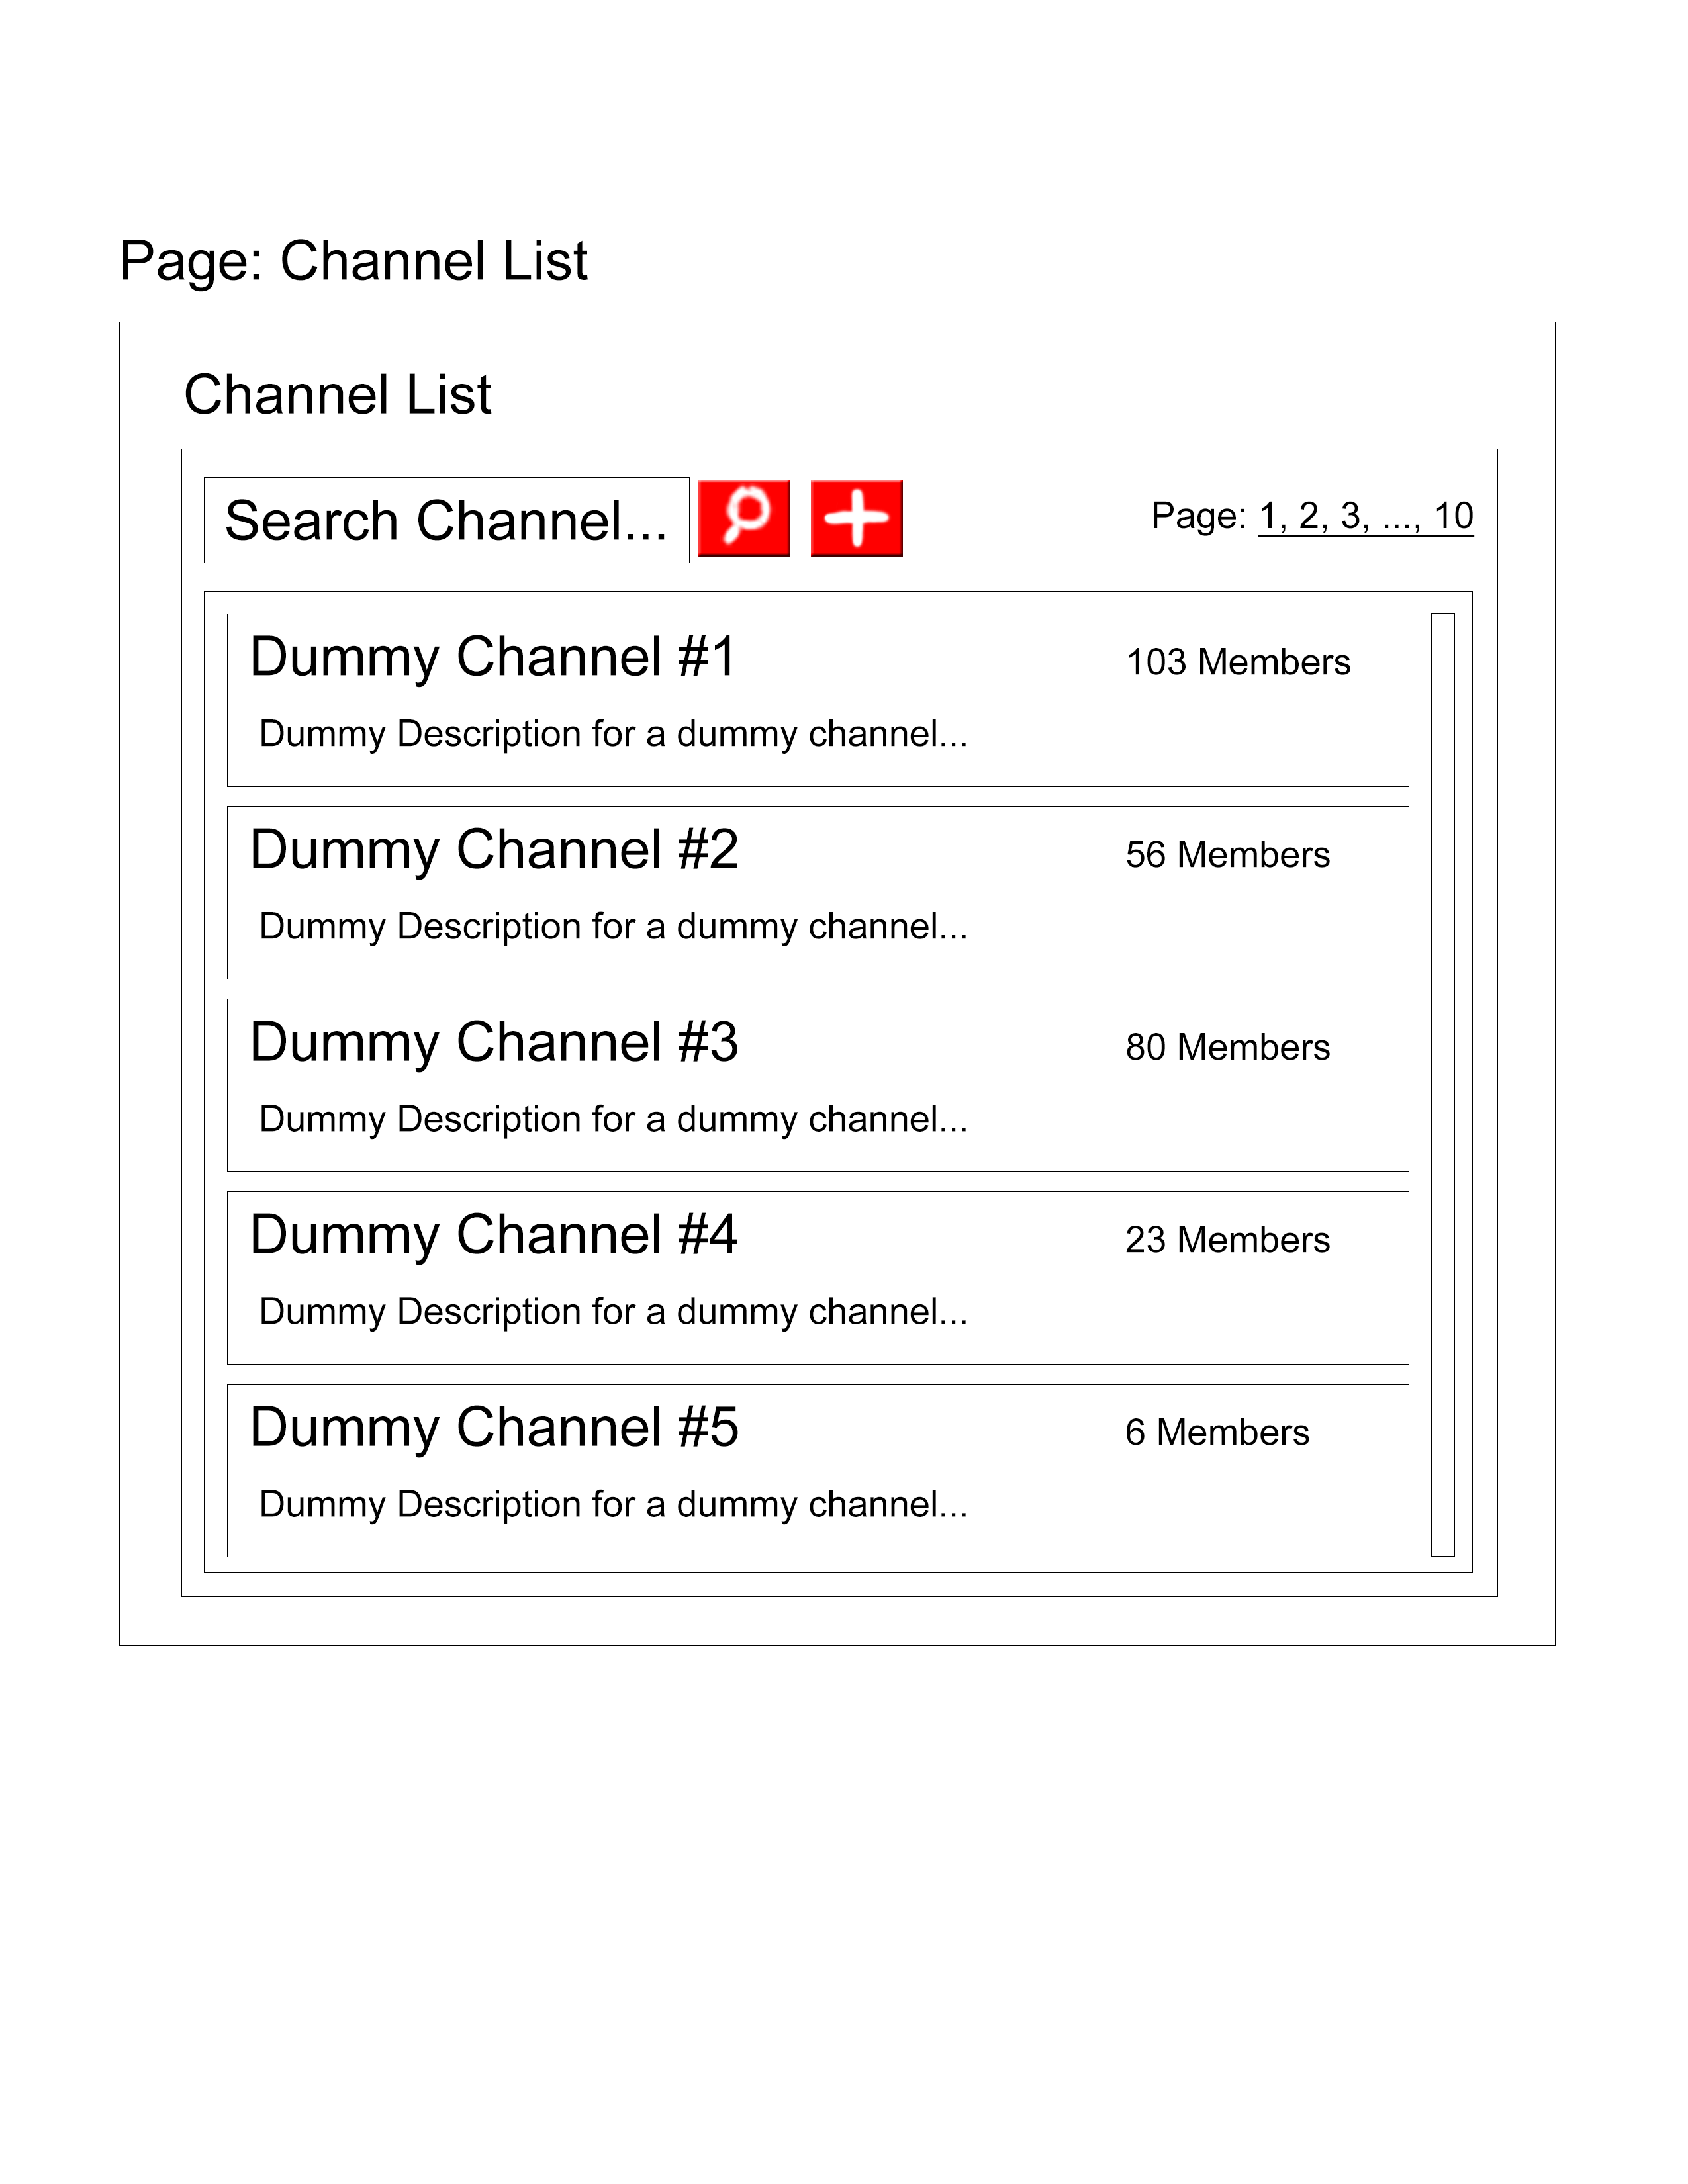 Page: Channel List
Channel List
Search Channel...
Page: 1, 2, 3, ..., 10
Dummy Channel #1
103 Members
Dummy Description for a dummy channel...
Dummy Channel #2
56 Members
Dummy Description for a dummy channel...
Dummy Channel #3
80 Members
Dummy Description for a dummy channel...
Dummy Channel #4
23 Members
Dummy Description for a dummy channel...
Dummy Channel #5
6 Members
Dummy Description for a dummy channel...